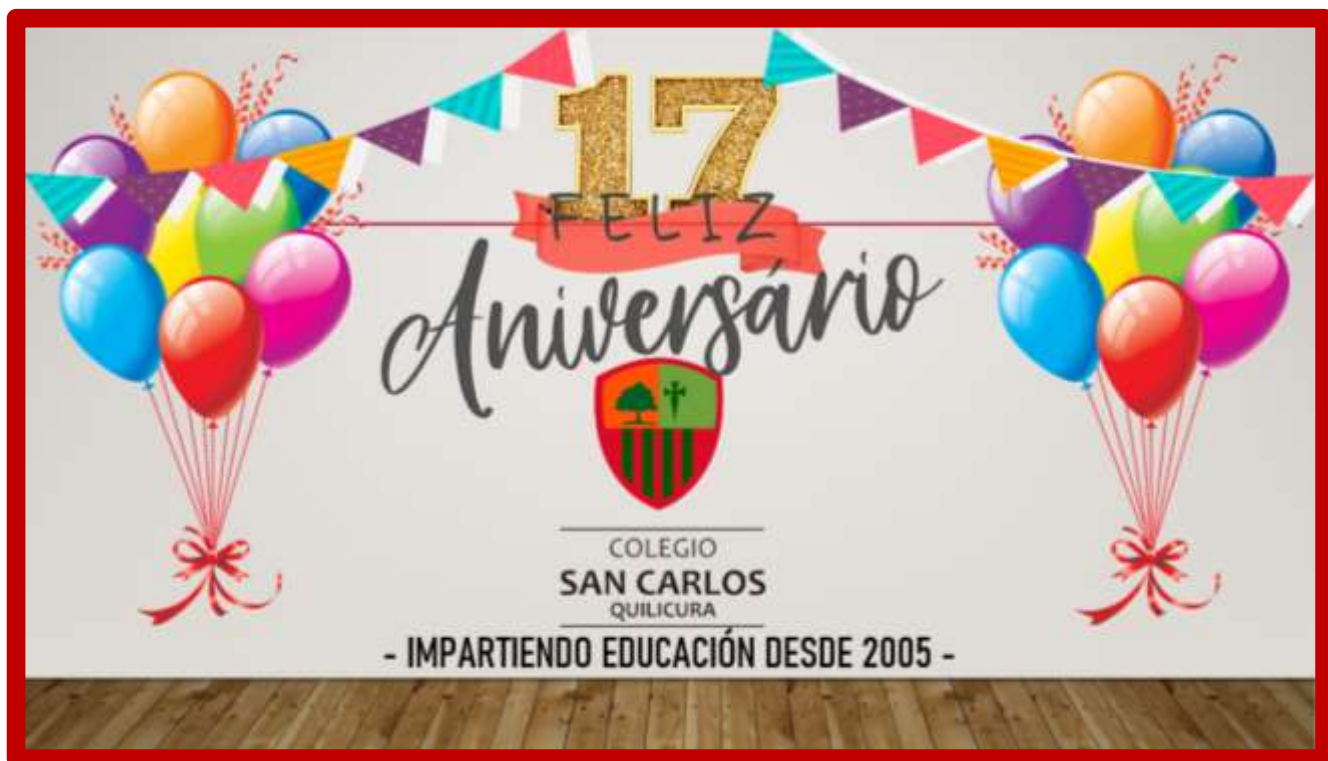 17
FELIZ
Aniversário
COLEGIO
SAN CARLOS
QUILICURA
- IMPARTIENDO EDUCACIÓN DESDE 2005 -